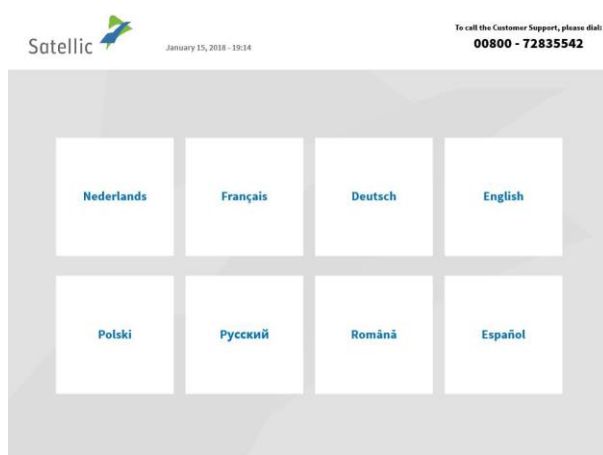 To call the Customer Support, please dial:
Satellic
January 15, 2018 - 19:14
00800 - 72835542
Nederlands
Français
Deutsch
English
Polski
Русский
Română
Español